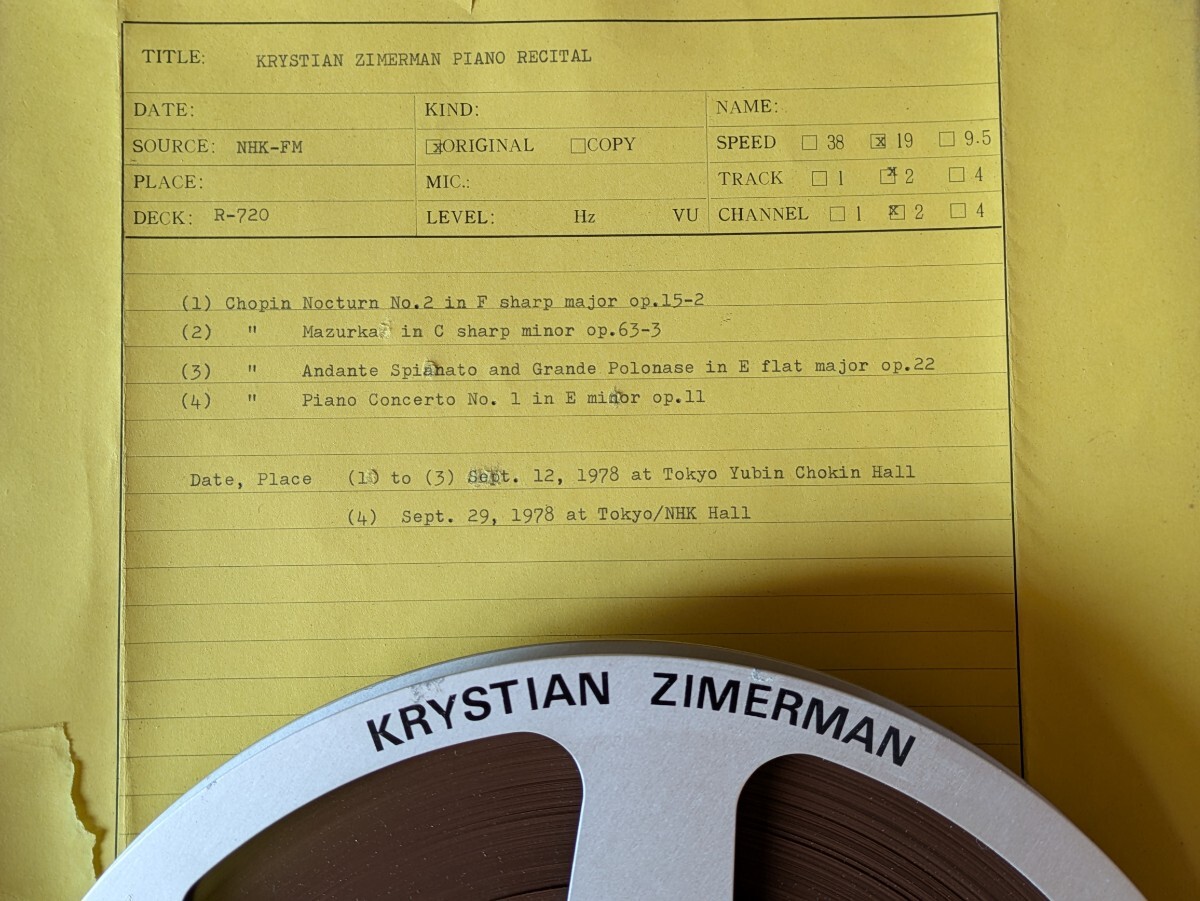 TITLE: KRYSTIAN ZIMERMAN PIANO RECITAL
DATE: KIND: NAME:
SOURCE: NHK-FM ☒ORIGINAL ☐COPY SPEED ☐ 38 ☒ 19 ☐ 9.5
PLACE: MIC.: TRACK ☐ 1 ☒ 2 ☐ 4
DECK: R-720 LEVEL: Hz VU CHANNEL ☐ 1 ☒ 2 ☐ 4
(1) Chopin Nocturn No.2 in F sharp major op.15-2
(2) " Mazurka in C sharp minor op.63-3
(3) " Andante Spianato and Grande Polonase in E flat major op.22
(4) " Piano Concerto No. 1 in E minor op.11
Date, Place (1) to (3) Sept. 12, 1978 at Tokyo Yubin Chokin Hall
(4) Sept. 29, 1978 at Tokyo/NHK Hall
KRYSTIAN ZIMERMAN